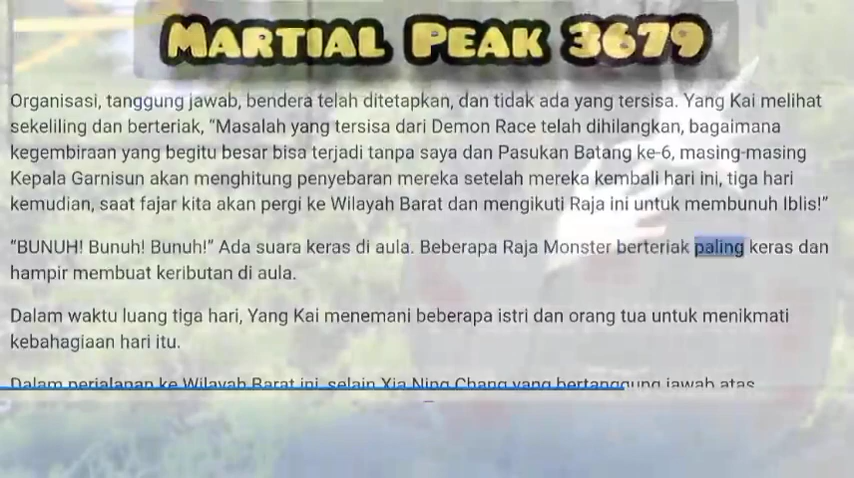 MARTIAL PEAK 3679
Organisasi, tanggung jawab, bendera telah ditetapkan, dan tidak ada yang tersisa. Yang Kai melihat
sekeliling dan berteriak, “Masalah yang tersisa dari Demon Race telah dihilangkan, bagaimana
kegembiraan yang begitu besar bisa terjadi tanpa saya dan Pasukan Batang ke-6, masing-masing
Kepala Garnisun akan menghitung penyebaran mereka setelah mereka kembali hari ini, tiga hari
kemudian, saat fajar kita akan pergi ke Wilayah Barat dan mengikuti Raja ini untuk membunuh Iblis!”
“BUNUH! Bunuh! Bunuh!” Ada suara keras di aula. Beberapa Raja Monster berteriak paling keras dan
hampir membuat keributan di aula.
Dalam waktu luang tiga hari, Yang Kai menemani beberapa istri dan orang tua untuk menikmati
kebahagiaan hari itu.
Dalam perjalanan ke Wilayah Barat ini, selain Xia Ning Chang yang bertanggung jawab atas